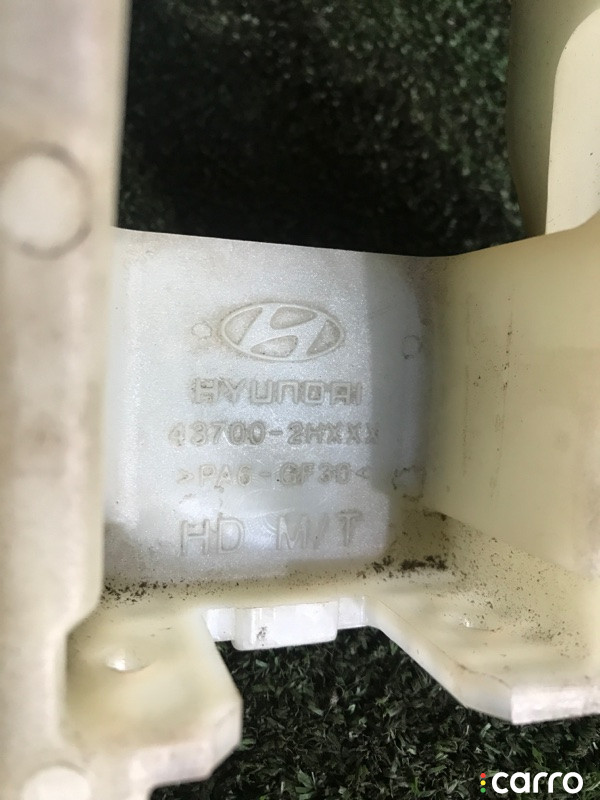 HYUNDAI
43700-2HXXX
>PA6-GF30<
HD M/T
carro